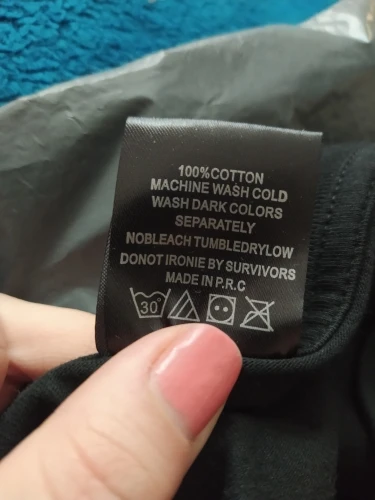 100%COTTON
MACHINE WASH COLD
WASH DARK COLORS
SEPARATELY
NOBLEACH TUMBLEDRYLOW
DONOT IRONIE BY SURVIVORS
MADE IN P.R.C
30°